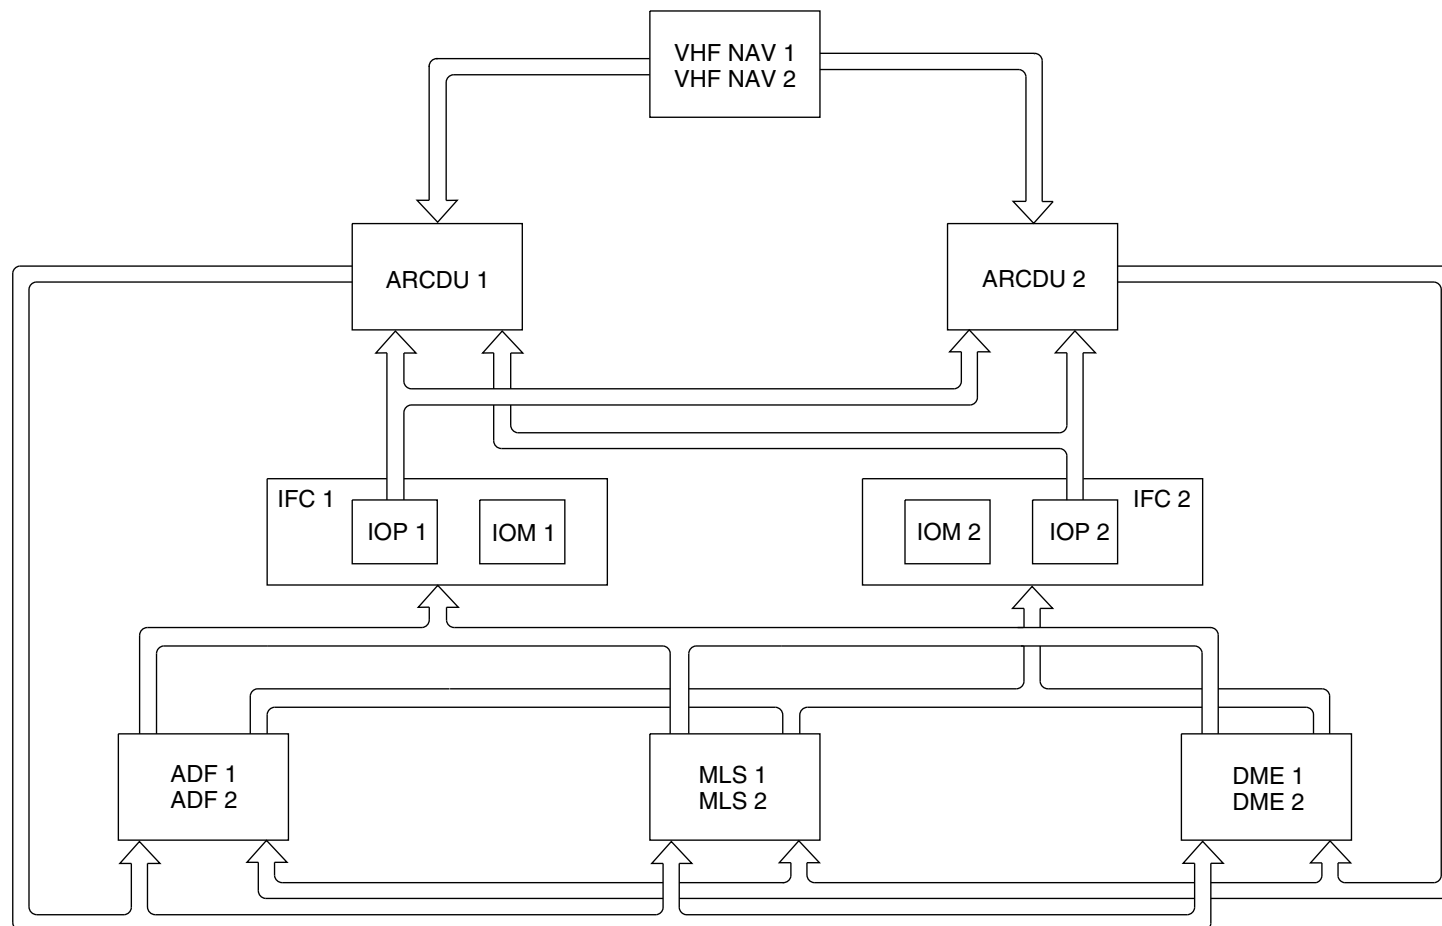 VHF NAV 1
VHF NAV 2
ARCDU 1
ARCDU 2
IFC 1
IOP 1
IOM 1
IFC 2
IOM 2
IOP 2
ADF 1
ADF 2
MLS 1
MLS 2
DME 1
DME 2